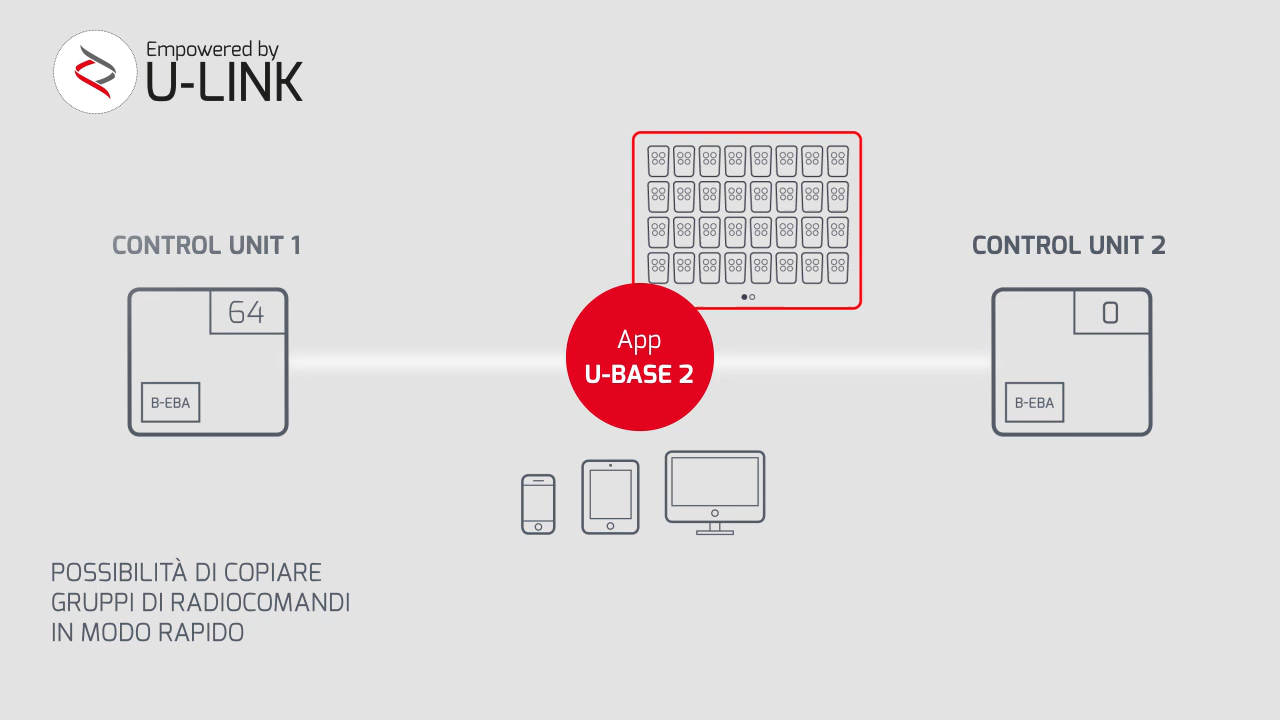 Empowered by
U-LINK
CONTROL UNIT 1
64
B-EBA
App
U-BASE 2
CONTROL UNIT 2
0
B-EBA
POSSIBILITÀ DI COPIARE
GRUPPI DI RADIOCOMANDI
IN MODO RAPIDO